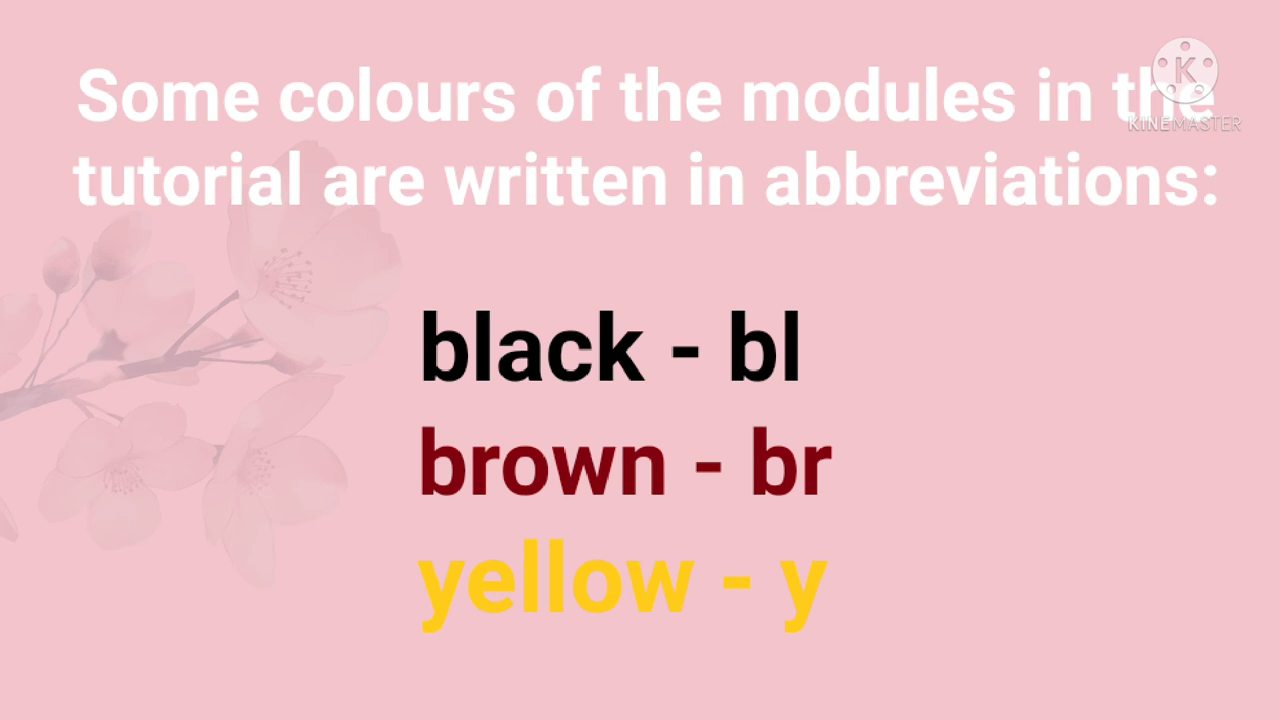 Some colours of the modules in the
tutorial are written in abbreviations:
K
KINEMASTER
black - bl
brown - br
yellow - y